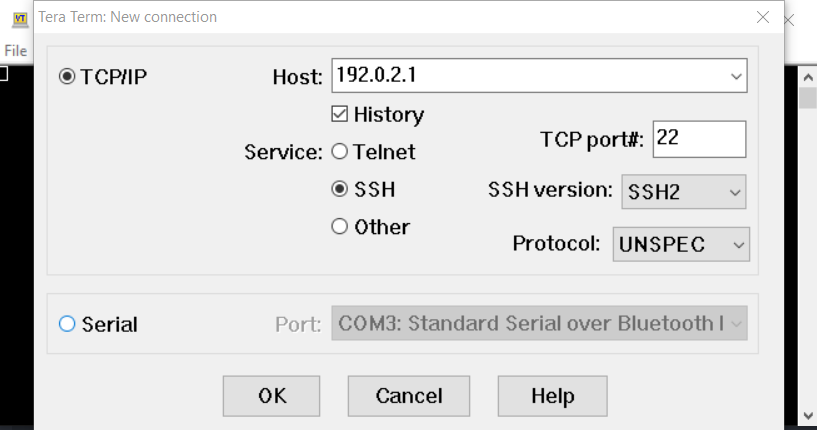 VT
Tera Term: New connection
File
TCP/IP
Host: 192.0.2.1
History
Service: Telnet
TCP port#: 22
SSH
SSH version: SSH2
Other
Protocol: UNSPEC
Serial
Port: COM3: Standard Serial over Bluetooth l
OK
Cancel
Help